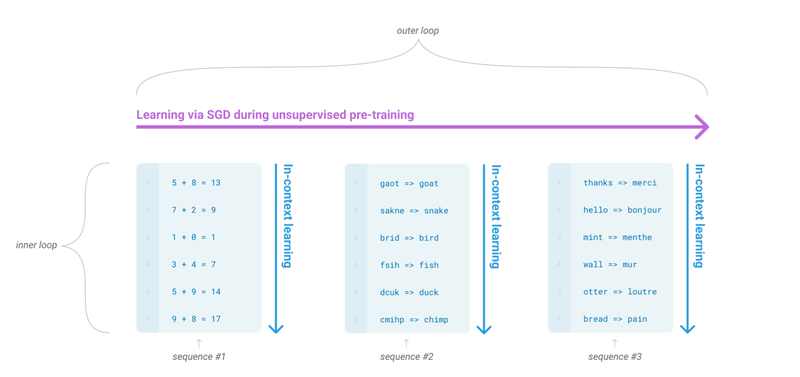 outer loop
Learning via SGD during unsupervised pre-training
inner loop
1 5 + 8 = 13
2 7 + 2 = 9
3 1 + 0 = 1
4 3 + 4 = 7
5 5 + 9 = 14
6 9 + 8 = 17
In-context learning
sequence #1
1 gaot => goat
2 sakne => snake
3 brid => bird
4 fsih => fish
5 dcuk => duck
6 cmihp => chimp
In-context learning
sequence #2
1 thanks => merci
2 hello => bonjour
3 mint => menthe
4 wall => mur
5 otter => loutre
6 bread => pain
In-context learning
sequence #3